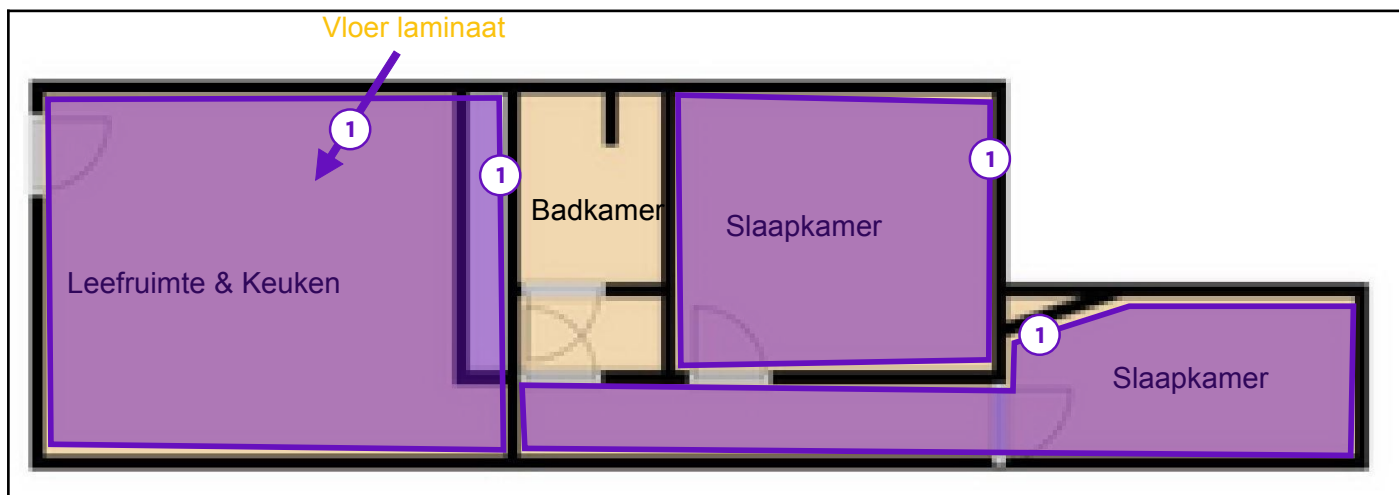 Vloer laminaat
1
1
1
Badkamer
Slaapkamer
Leefruimte & Keuken
1
Slaapkamer